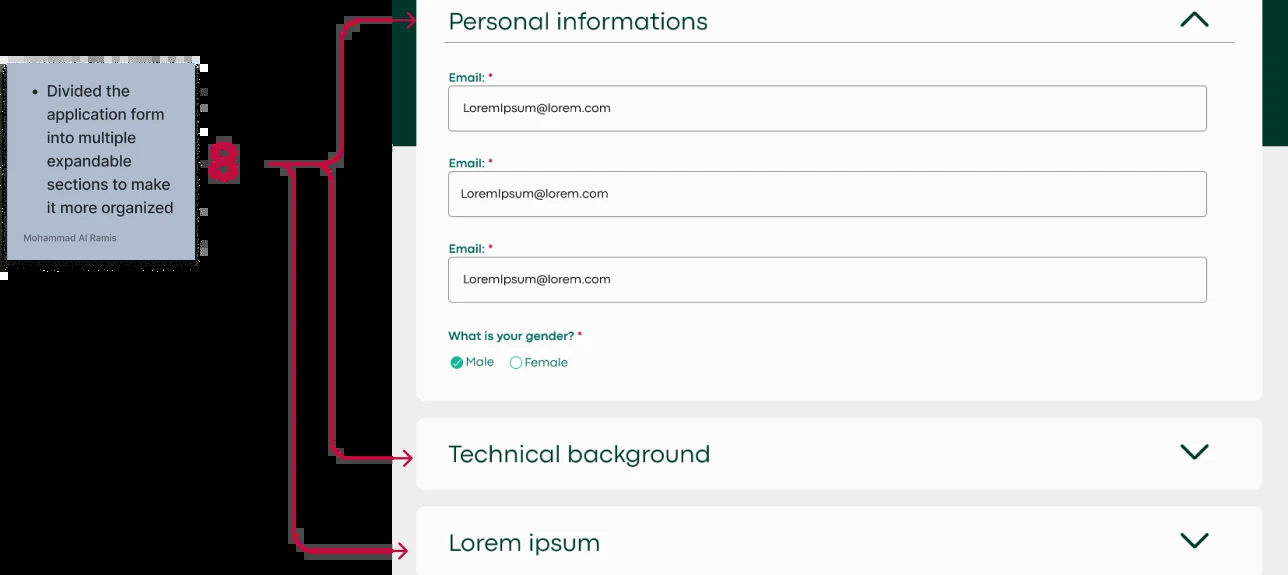 • Divided the
application form
into multiple
expandable
sections to make
it more organized
Mohammad Al Ramis
8
Personal informations
Email: *
LoremIpsum@lorem.com
Email: *
LoremIpsum@lorem.com
Email: *
LoremIpsum@lorem.com
What is your gender? *
Male Female
Technical background
Lorem ipsum